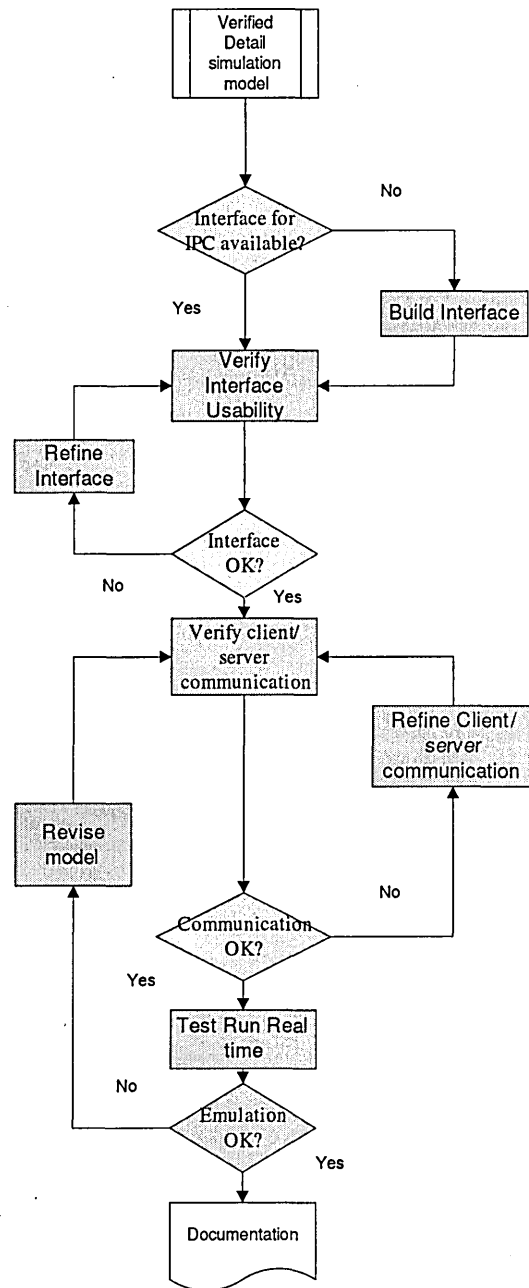 Verified
Detail
simulation
model
No
Interface for
IPC available?
Yes
Build Interface
Verify
Interface
Usability
Refine
Interface
Interface
OK?
No
Yes
Verify client/
server
communication
Refine Client/
server
communication
Revise
model
No
Communication
OK?
Yes
Test Run Real
time
No
Emulation
OK?
Yes
Documentation